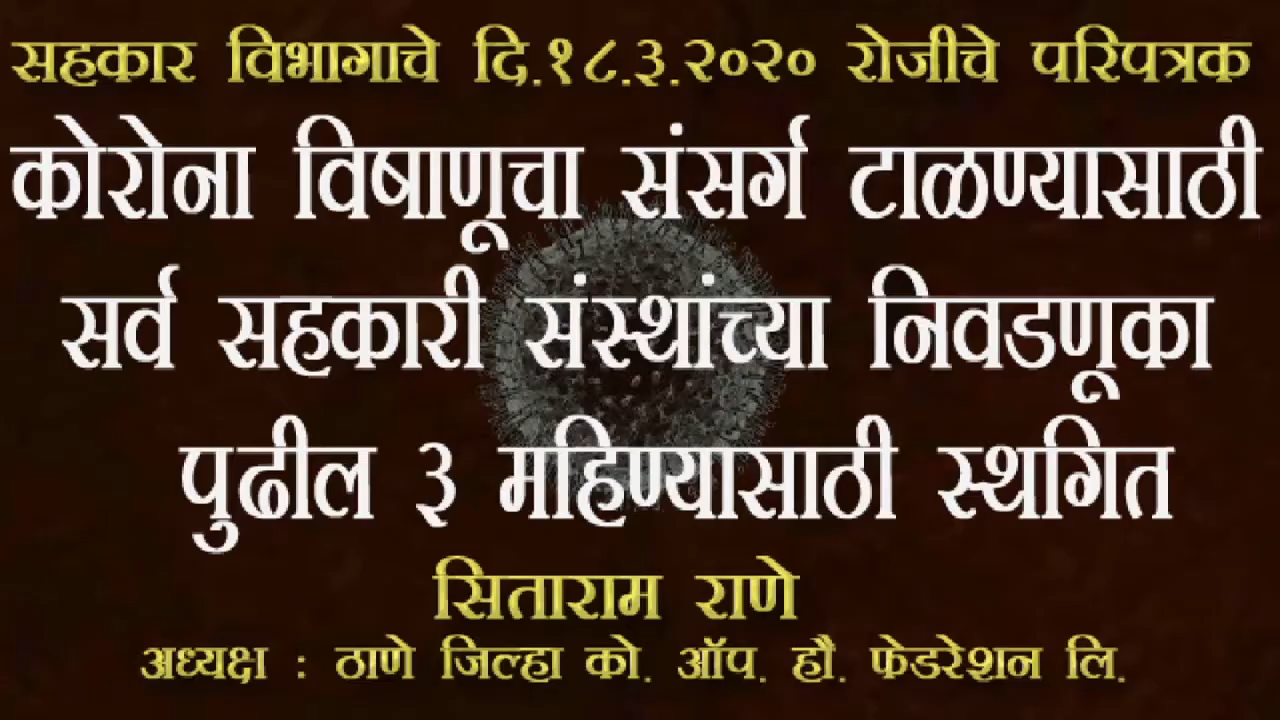 सहकार विभागाचे दि.१८.३.२०२० रोजीचे परिपत्रक
कोरोना विषाणूचा संसर्ग टाळण्यासाठी
सर्व सहकारी संस्थांच्या निवडणूका
पुढील ३ महिण्यासाठी स्थगित
सिताराम राणे
अध्यक्ष : ठाणे जिल्हा को. ऑप. हौ. फेडरेशन लि.